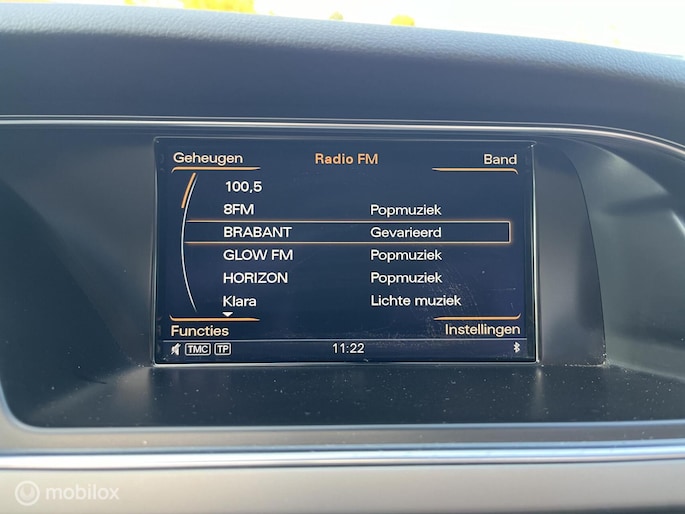 Geheugen Radio FM Band
100,5
8FM Popmuziek
BRABANT Gevarieerd
GLOW FM Popmuziek
HORIZON Popmuziek
Klara Lichte muziek
Functies Instellingen
TMC TP 11:22
mobilox